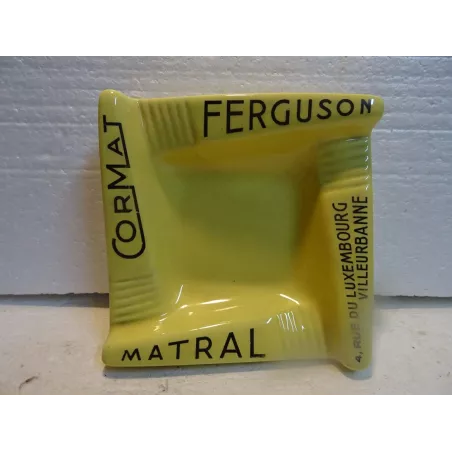 FERGUSON
CORMAT
4, RUE DU LUXEMBOURG
VILLEURBANNE
MATRAL